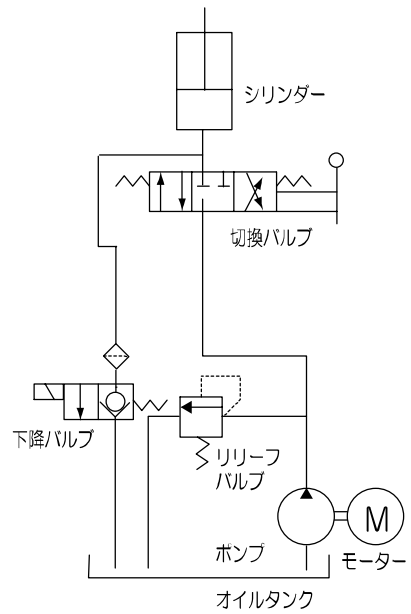 シリンダー
切換バルブ
下降バルブ
リリーフ
バルブ
M
ポンプ
モーター
オイルタンク